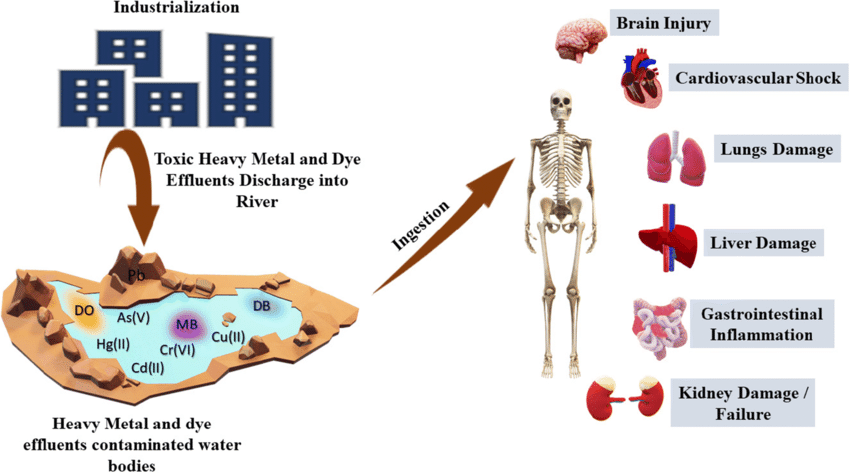 Industrialization
Toxic Heavy Metal and Dye
Effluents Discharge into
River
Pb
DO
As(V)
MB
DB
Hg(II)
Cr(VI)
Cu(II)
Cd(II)
Heavy Metal and dye
effluents contaminated water
bodies
Ingestion
Brain Injury
Cardiovascular Shock
Lungs Damage
Liver Damage
Gastrointestinal
Inflammation
Kidney Damage /
Failure